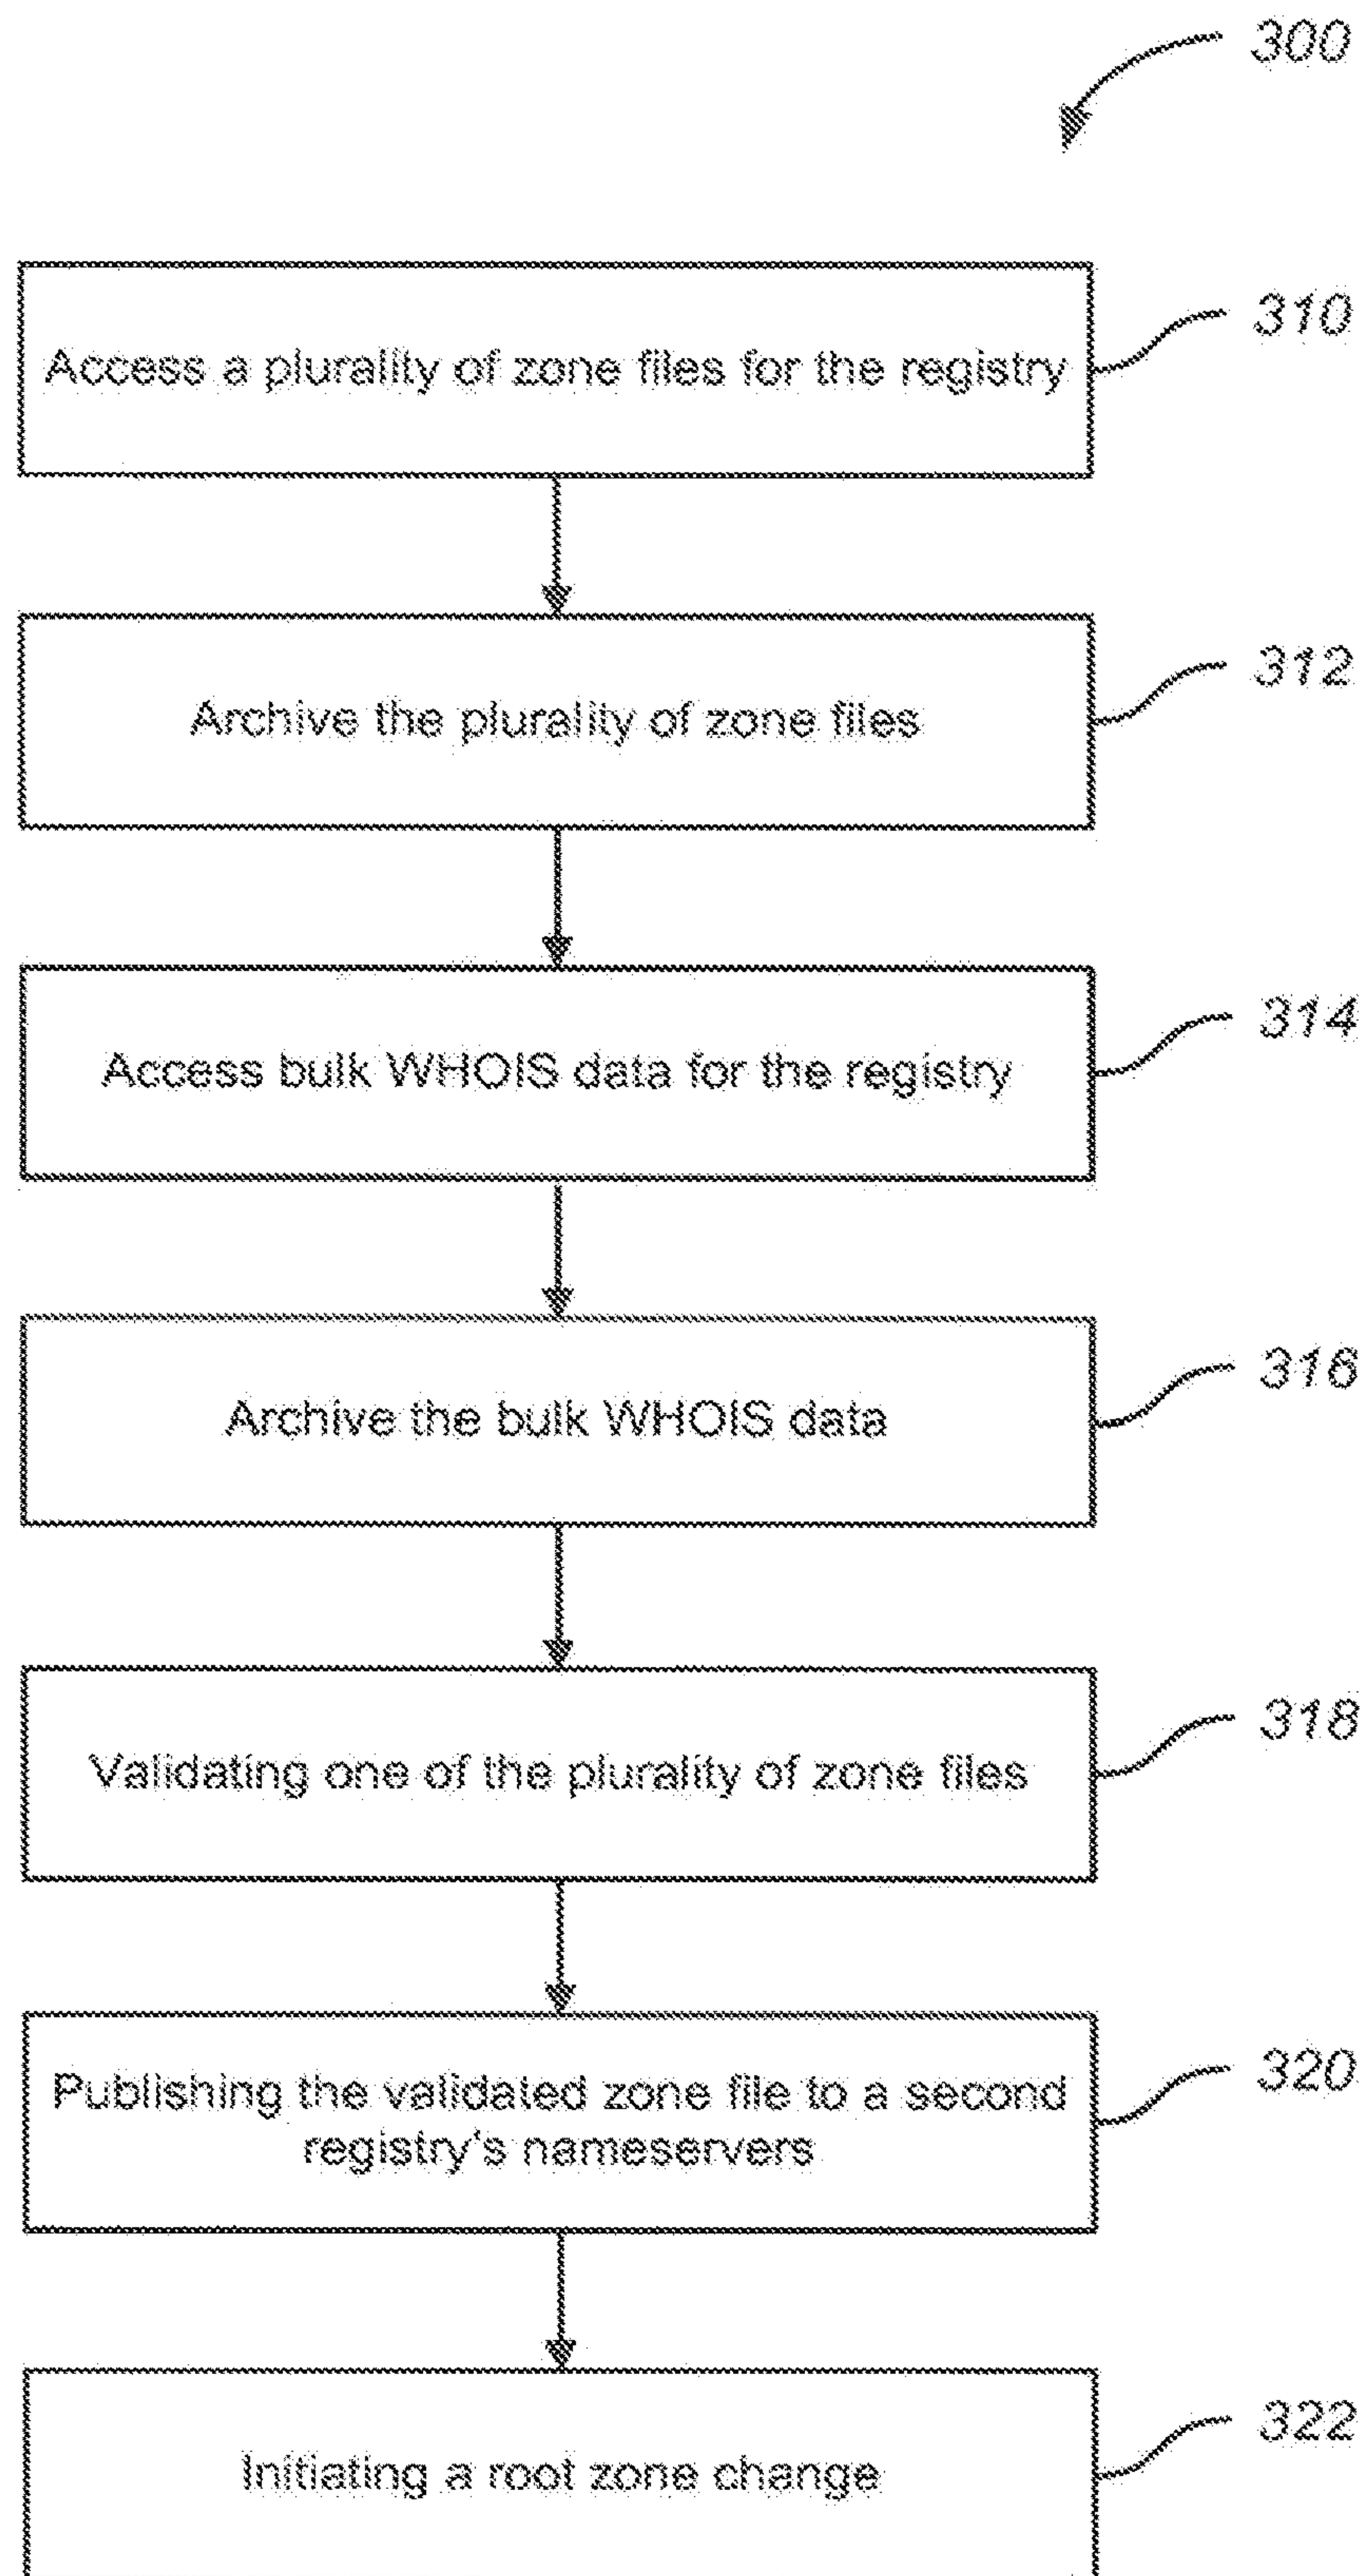 300
Access a plurality of zone files for the registry
310
Archive the plurality of zone files
312
Access bulk WHOIS data for the registry
314
Archive the bulk WHOIS data
316
Validating one of the plurality of zone files
318
Publishing the validated zone file to a second
registry's nameservers
320
Initiating a root zone change
322